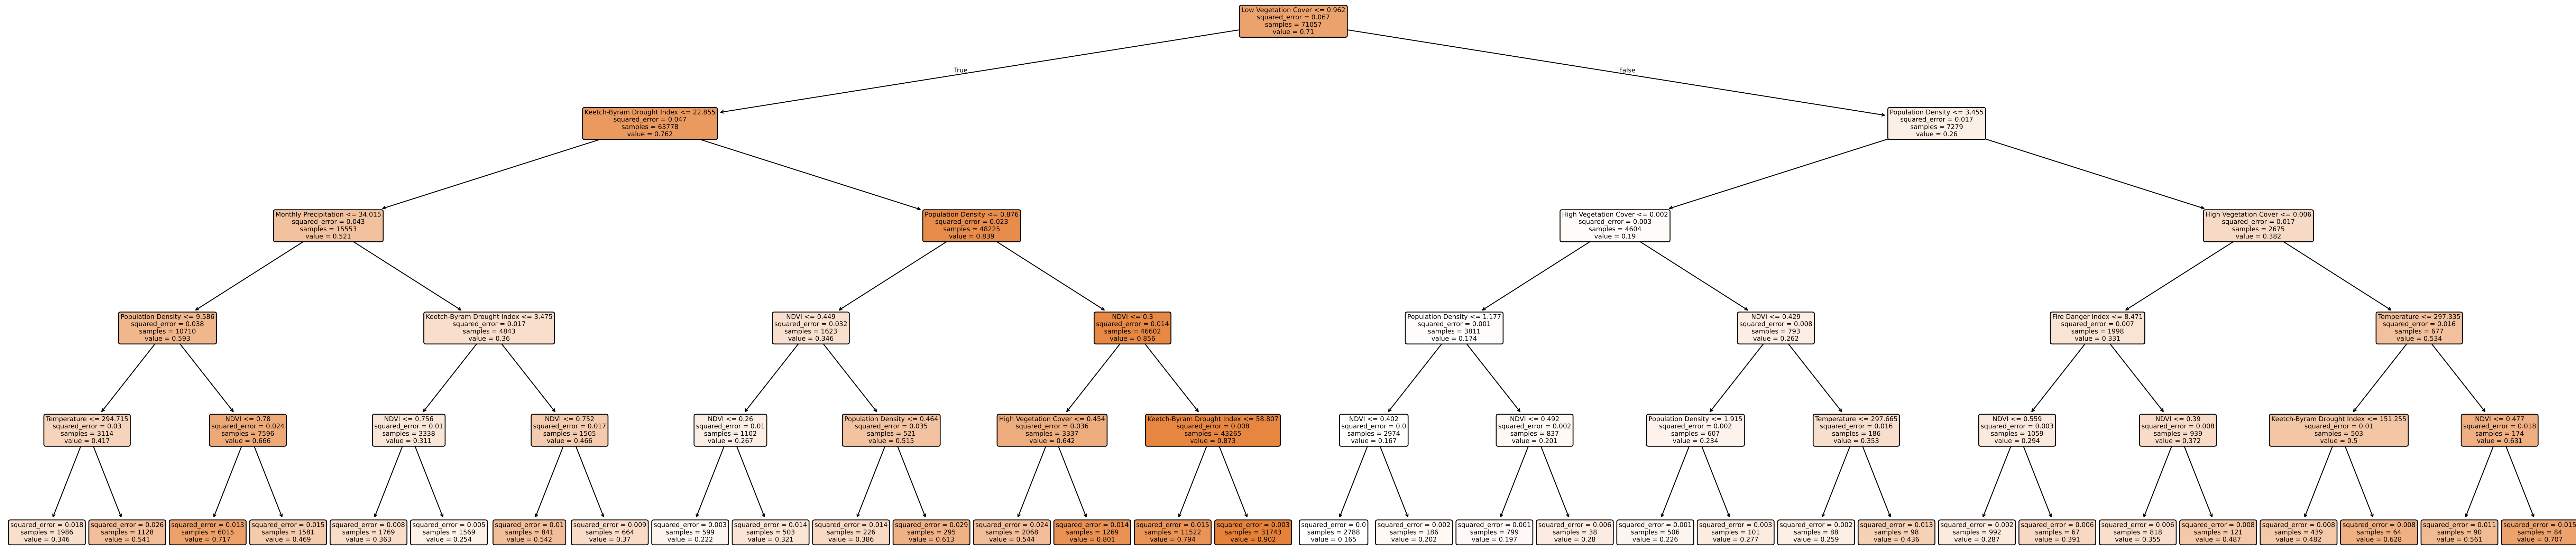 Low Vegetation Cover <= 0.962
squared_error = 0.067
samples = 71057
value = 0.71
True
False
Keetch-Byram Drought Index <= 22.855
squared_error = 0.047
samples = 63778
value = 0.762
Population Density <= 3.455
squared_error = 0.017
samples = 7279
value = 0.26
Monthly Precipitation <= 34.015
squared_error = 0.043
samples = 15553
value = 0.521
Population Density <= 0.876
squared_error = 0.023
samples = 48225
value = 0.839
High Vegetation Cover <= 0.002
squared_error = 0.003
samples = 4604
value = 0.19
High Vegetation Cover <= 0.006
squared_error = 0.017
samples = 2675
value = 0.382
Population Density <= 9.586
squared_error = 0.038
samples = 10710
value = 0.593
Keetch-Byram Drought Index <= 3.475
squared_error = 0.017
samples = 4843
value = 0.36
NDVI <= 0.449
squared_error = 0.032
samples = 1623
value = 0.346
NDVI <= 0.3
squared_error = 0.014
samples = 46602
value = 0.856
Population Density <= 1.177
squared_error = 0.001
samples = 3811
value = 0.174
NDVI <= 0.429
squared_error = 0.008
samples = 793
value = 0.262
Fire Danger Index <= 8.471
squared_error = 0.007
samples = 1998
value = 0.331
Temperature <= 297.335
squared_error = 0.016
samples = 677
value = 0.534
Temperature <= 294.715
squared_error = 0.03
samples = 3114
value = 0.417
NDVI <= 0.78
squared_error = 0.024
samples = 7596
value = 0.666
NDVI <= 0.756
squared_error = 0.01
samples = 3338
value = 0.311
NDVI <= 0.752
squared_error = 0.017
samples = 1505
value = 0.466
NDVI <= 0.26
squared_error = 0.01
samples = 1102
value = 0.267
Population Density <= 0.464
squared_error = 0.035
samples = 521
value = 0.515
High Vegetation Cover <= 0.454
squared_error = 0.036
samples = 3337
value = 0.642
Keetch-Byram Drought Index <= 58.807
squared_error = 0.008
samples = 43265
value = 0.873
NDVI <= 0.402
squared_error = 0.0
samples = 2974
value = 0.167
NDVI <= 0.492
squared_error = 0.002
samples = 837
value = 0.201
Population Density <= 1.915
squared_error = 0.002
samples = 607
value = 0.234
Temperature <= 297.665
squared_error = 0.016
samples = 186
value = 0.353
NDVI <= 0.559
squared_error = 0.003
samples = 1059
value = 0.294
NDVI <= 0.39
squared_error = 0.008
samples = 939
value = 0.372
Keetch-Byram Drought Index <= 151.255
squared_error = 0.01
samples = 503
value = 0.5
NDVI <= 0.477
squared_error = 0.018
samples = 174
value = 0.631
squared_error = 0.018
samples = 1986
value = 0.346
squared_error = 0.026
samples = 1128
value = 0.541
squared_error = 0.013
samples = 6015
value = 0.717
squared_error = 0.015
samples = 1581
value = 0.469
squared_error = 0.008
samples = 1769
value = 0.363
squared_error = 0.005
samples = 1569
value = 0.254
squared_error = 0.01
samples = 841
value = 0.542
squared_error = 0.009
samples = 664
value = 0.37
squared_error = 0.003
samples = 599
value = 0.222
squared_error = 0.014
samples = 503
value = 0.321
squared_error = 0.014
samples = 226
value = 0.386
squared_error = 0.029
samples = 295
value = 0.613
squared_error = 0.024
samples = 2068
value = 0.544
squared_error = 0.014
samples = 1269
value = 0.801
squared_error = 0.015
samples = 11522
value = 0.794
squared_error = 0.003
samples = 31743
value = 0.902
squared_error = 0.0
samples = 2788
value = 0.165
squared_error = 0.002
samples = 186
value = 0.202
squared_error = 0.001
samples = 799
value = 0.197
squared_error = 0.006
samples = 38
value = 0.28
squared_error = 0.001
samples = 506
value = 0.226
squared_error = 0.003
samples = 101
value = 0.277
squared_error = 0.002
samples = 88
value = 0.259
squared_error = 0.013
samples = 98
value = 0.436
squared_error = 0.002
samples = 992
value = 0.287
squared_error = 0.006
samples = 67
value = 0.391
squared_error = 0.006
samples = 818
value = 0.355
squared_error = 0.008
samples = 121
value = 0.487
squared_error = 0.008
samples = 439
value = 0.482
squared_error = 0.008
samples = 64
value = 0.628
squared_error = 0.011
samples = 90
value = 0.561
squared_error = 0.015
samples = 84
value = 0.707